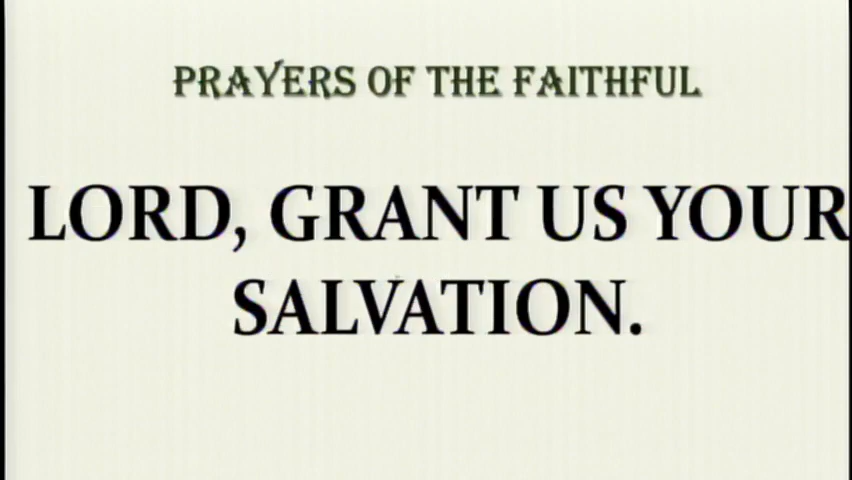 PRAYERS OF THE FAITHFUL
LORD, GRANT US YOUR
SALVATION.